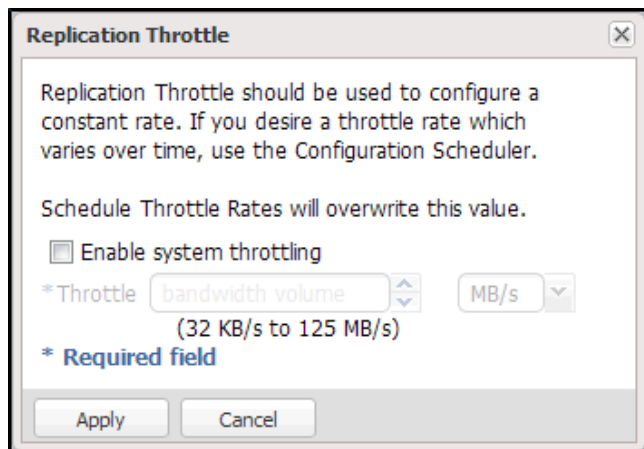 Replication Throttle
Replication Throttle should be used to configure a
constant rate. If you desire a throttle rate which
varies over time, use the Configuration Scheduler.
Schedule Throttle Rates will overwrite this value.
Enable system throttling
*Throttle bandwidth volume MB/s
(32 KB/s to 125 MB/s)
* Required field
Apply Cancel